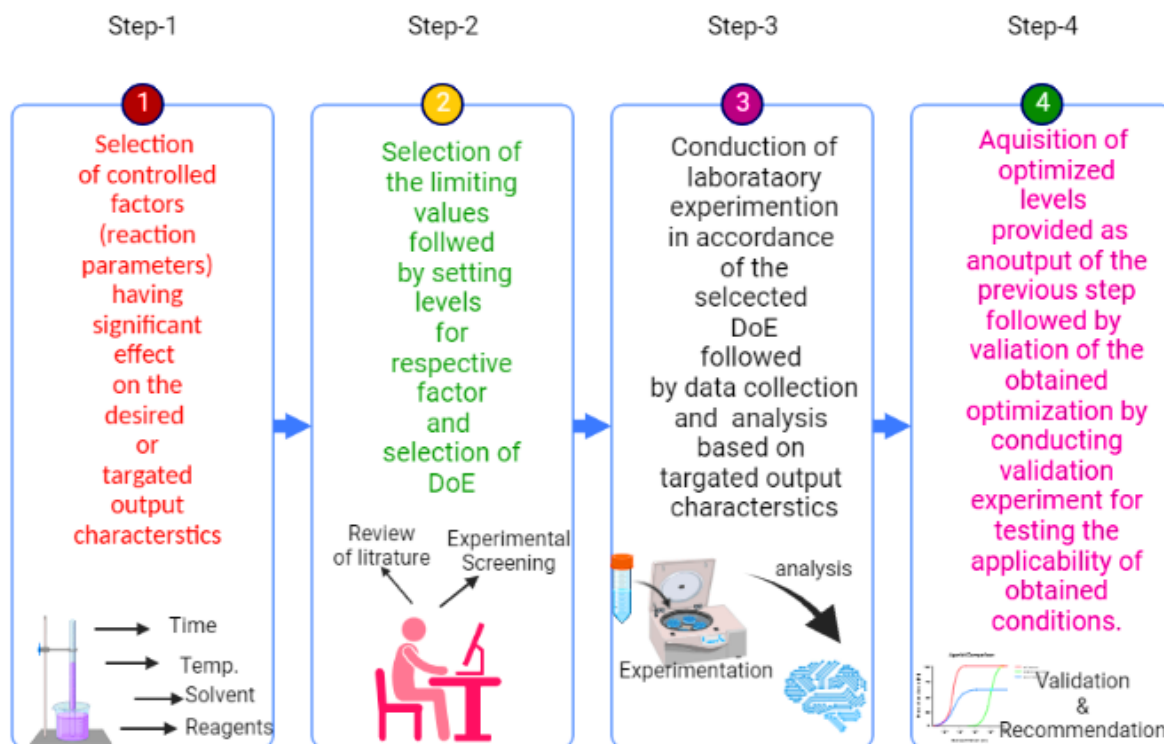 Step-1
Step-2
Step-3
Step-4
1
Selection
of controlled
factors
(reaction
parameters)
having
significant
effect
on the
desired
or
targated
output
characterstics
Time
Temp.
Solvent
Reagents
2
Selection of
the limiting
values
follwed
by setting
levels
for
respective
factor
and
selection of
DoE
Review
of litrature
Experimental
Screening
3
Conduction of
laborataory
experimention
in accordance
of the
selcected
DoE
followed
by data collection
and analysis
based on
targated output
characterstics
analysis
Experimentation
4
Aquisition of
optimized
levels
provided as
anoutput of the
previous step
followed by
valiation of the
obtained
optimization by
conducting
validation
experiment for
testing the
applicability of
obtained
conditions.
Validation
&
Recommendation